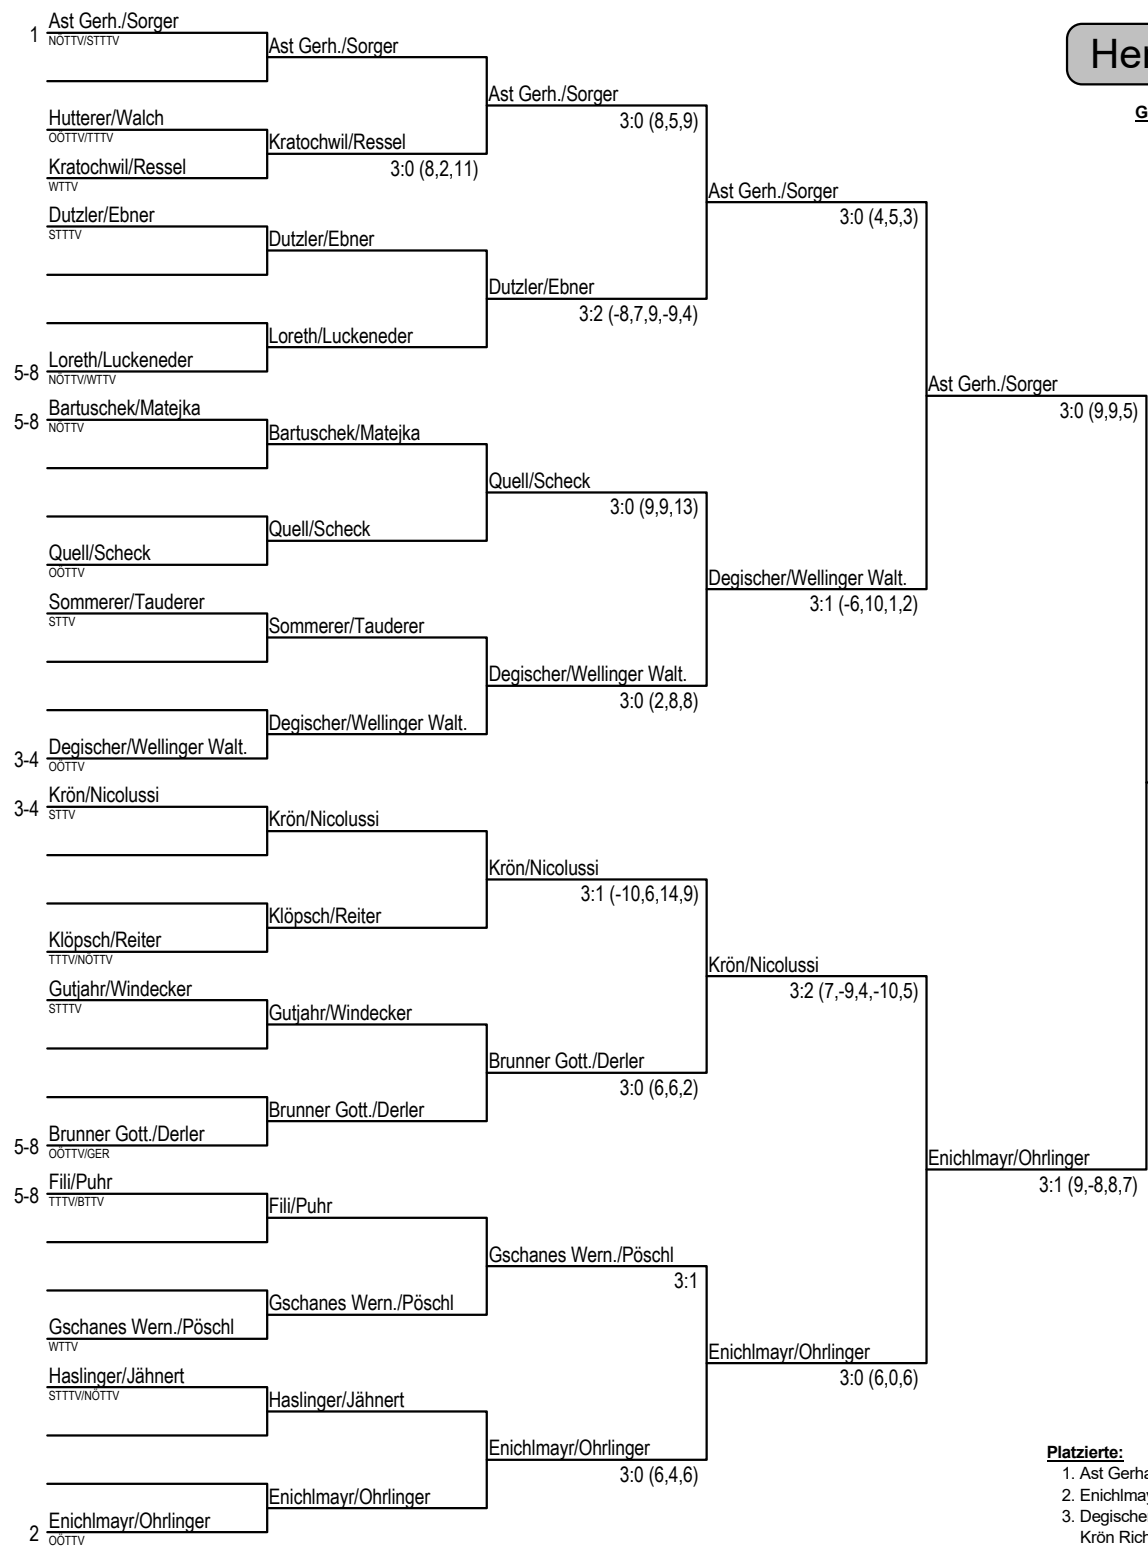 Ast Gerh./Sorger
1
NÖTTV/STTTV
Ast Gerh./Sorger
Ast Gerh./Sorger
3:0 (8,5,9)
Hutterer/Walch
OÖTTV/TTTV
Kratochwil/Ressel
3:0 (8,2,11)
Kratochwil/Ressel
WTTV
Ast Gerh./Sorger
3:0 (4,5,3)
Dutzler/Ebner
STTTV
Dutzler/Ebner
Dutzler/Ebner
3:2 (-8,7,9,-9,4)
Loreth/Luckeneder
Loreth/Luckeneder
5-8
NÖTTV/WTTV
Ast Gerh./Sorger
3:0 (9,9,5)
Bartuschek/Matejka
5-8
NÖTTV
Bartuschek/Matejka
Quell/Scheck
3:0 (9,9,13)
Quell/Scheck
Quell/Scheck
OÖTTV
Degischer/Wellinger Walt.
3:1 (-6,10,1,2)
Sommerer/Tauderer
STTV
Sommerer/Tauderer
Degischer/Wellinger Walt.
3:0 (2,8,8)
Degischer/Wellinger Walt.
Degischer/Wellinger Walt.
3-4
OÖTTV
Krön/Nicolussi
3-4
STTV
Krön/Nicolussi
Krön/Nicolussi
3:1 (-10,6,14,9)
Klöpsch/Reiter
Klöpsch/Reiter
TTTV/NÖTTV
Krön/Nicolussi
3:2 (7,-9,4,-10,5)
Gutjahr/Windecker
STTTV
Gutjahr/Windecker
Brunner Gott./Derler
3:0 (6,6,2)
Brunner Gott./Derler
Brunner Gott./Derler
5-8
OÖTTV/GER
Enichlmayr/Ohrlinger
3:1 (9,-8,8,7)
Fili/Puhr
5-8
TTTV/BTTV
Fili/Puhr
Gschanes Wern./Pöschl
3:1
Gschanes Wern./Pöschl
Gschanes Wern./Pöschl
WTTV
Enichlmayr/Ohrlinger
3:0 (6,0,6)
Haslinger/Jähnert
STTTV/NÖTTV
Haslinger/Jähnert
Enichlmayr/Ohrlinger
3:0 (6,4,6)
Enichlmayr/Ohrlinger
Enichlmayr/Ohrlinger
2
OÖTTV
Her
G
Platzierte:
1. Ast Gerha
2. Enichlmay
3. Degische
Krön Rich